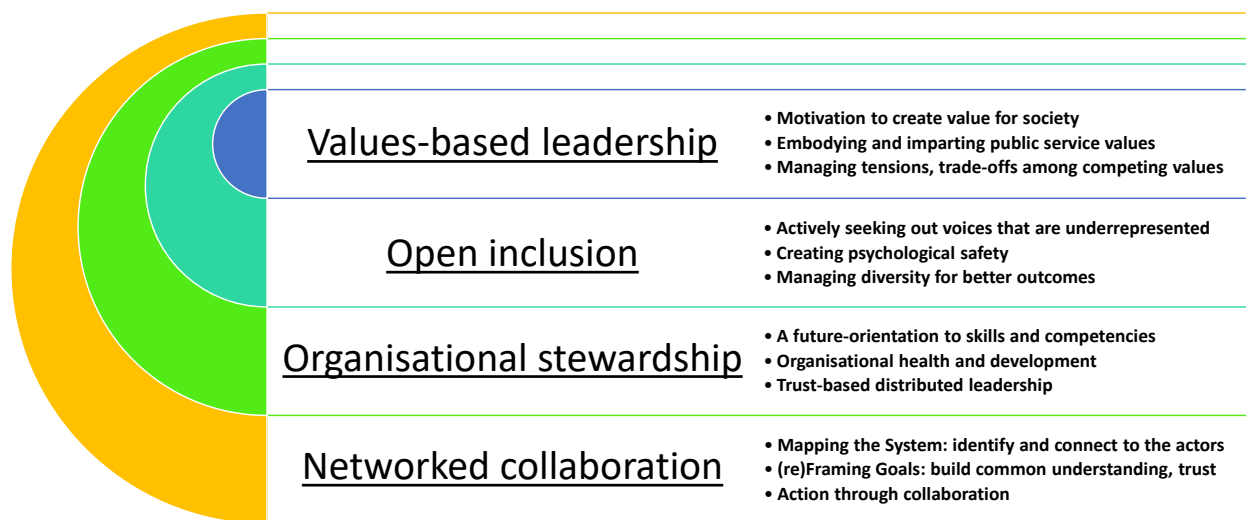 Values-based leadership
• Motivation to create value for society
• Embodying and imparting public service values
• Managing tensions, trade-offs among competing values
Open inclusion
• Actively seeking out voices that are underrepresented
• Creating psychological safety
• Managing diversity for better outcomes
Organisational stewardship
• A future-orientation to skills and competencies
• Organisational health and development
• Trust-based distributed leadership
Networked collaboration
• Mapping the System: identify and connect to the actors
• (re)Framing Goals: build common understanding, trust
• Action through collaboration